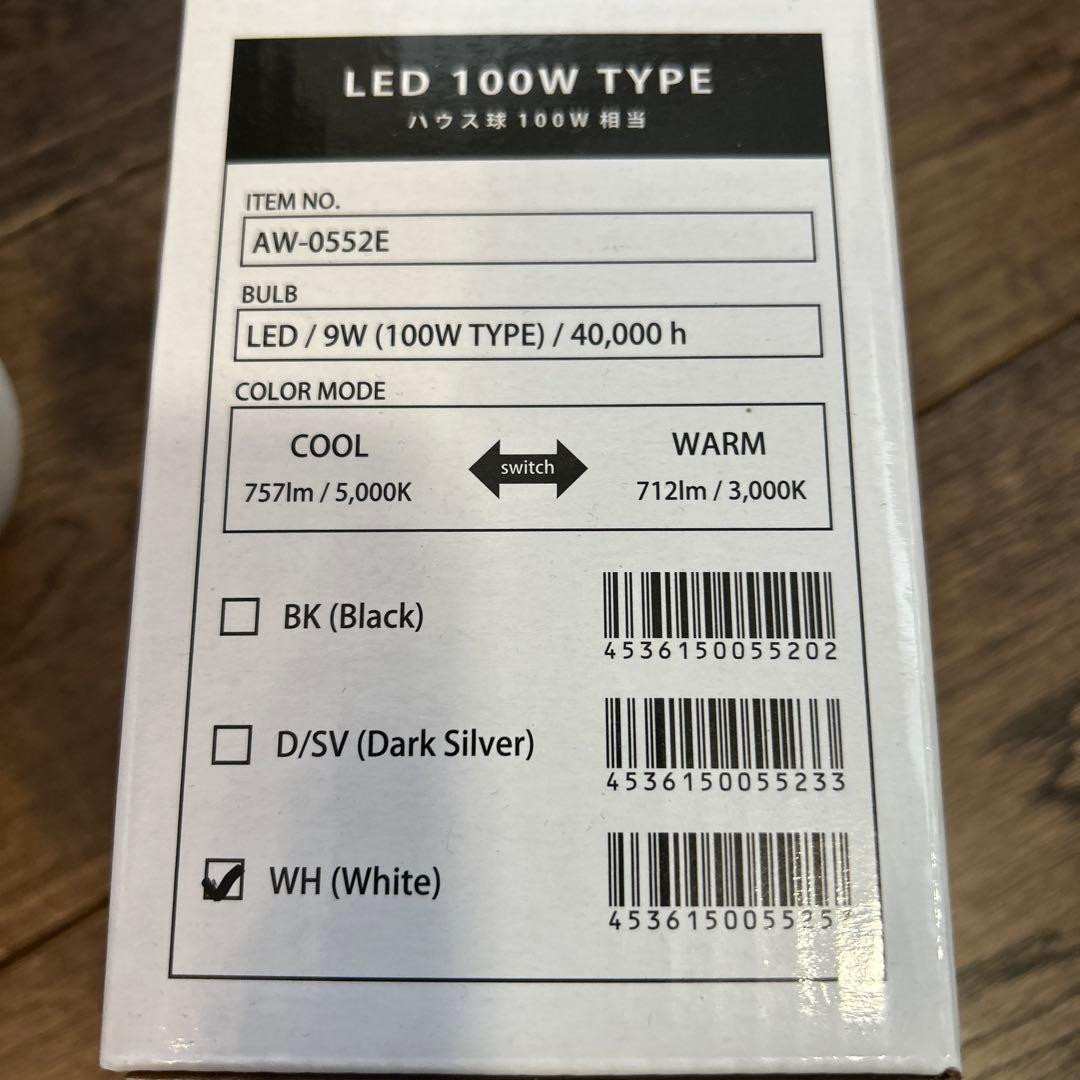 LED 100W TYPE
ハウス球100W相当
ITEM NO.
AW-0552E
BULB
LED / 9W (100W TYPE) / 40,000 h
COLOR MODE
COOL
757lm / 5,000K
switch
WARM
712lm / 3,000K
BK (Black)
4536150055202
D/SV (Dark Silver)
4536150055233
WH (White)
4536150055257